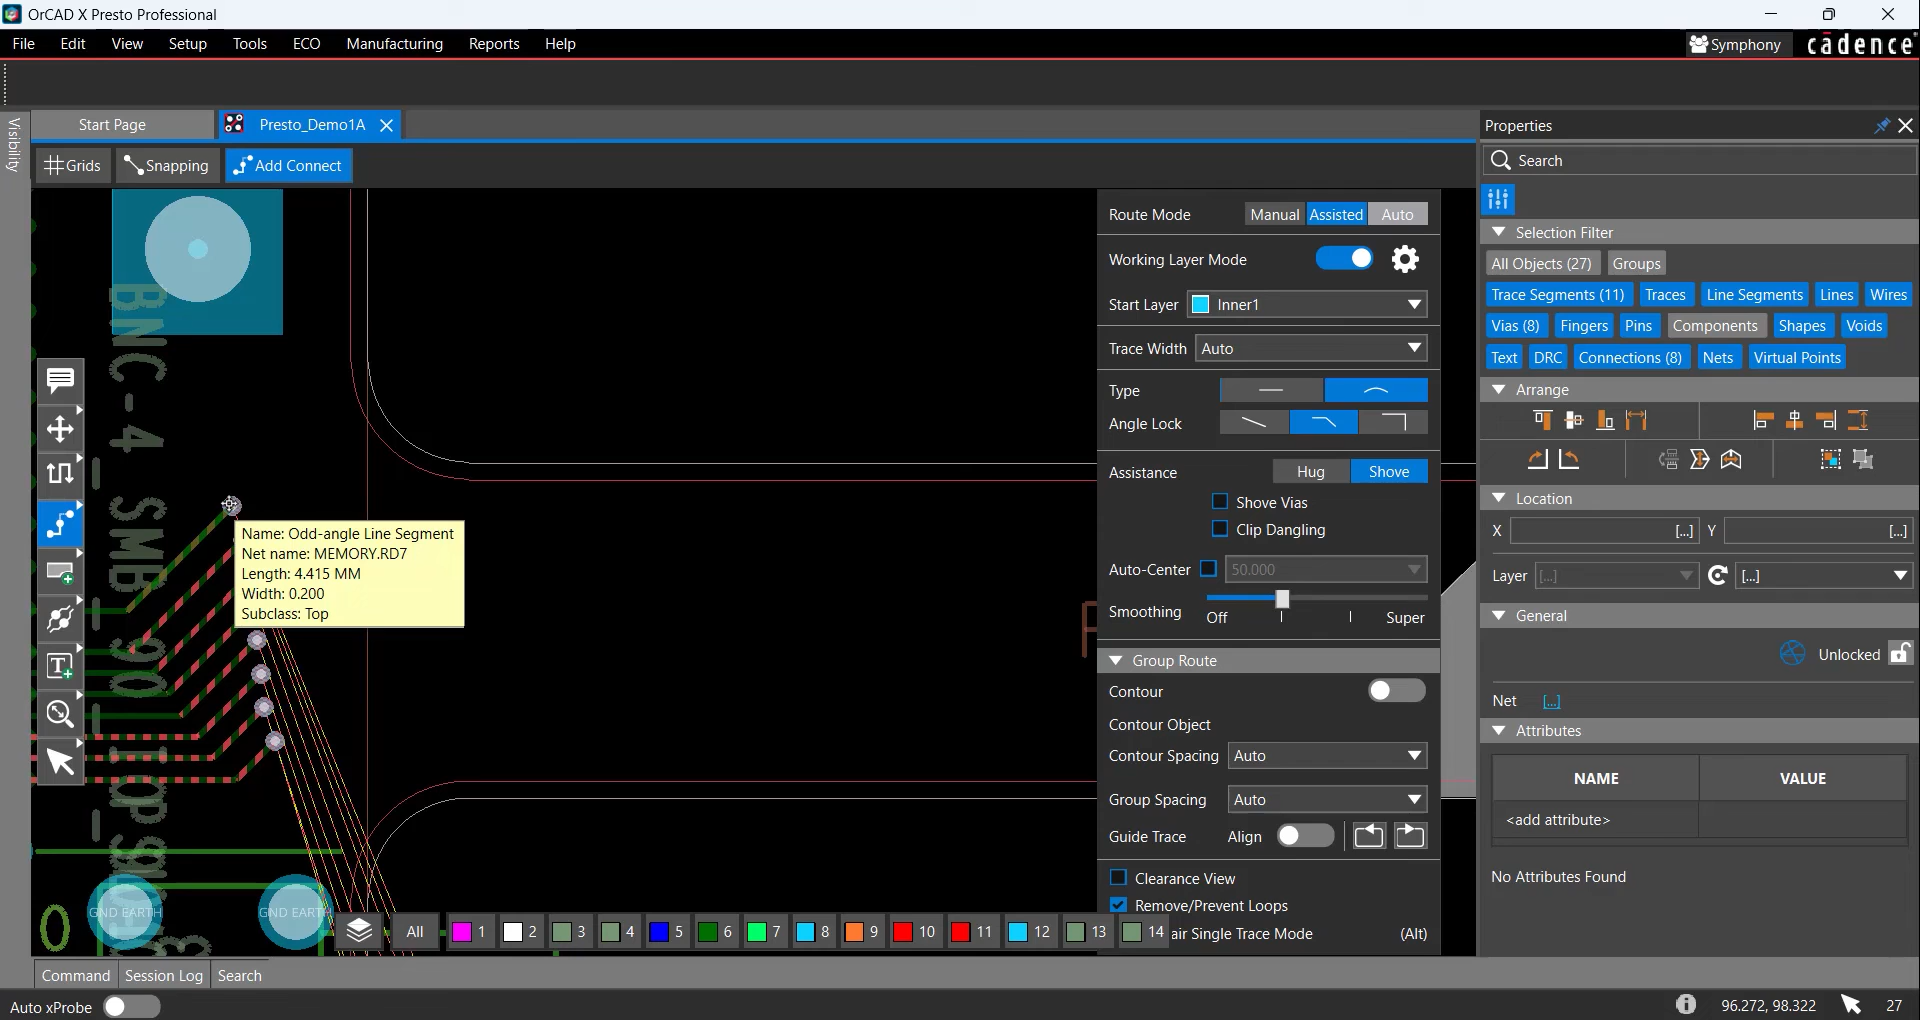 OrCAD X Presto Professional
File Edit View Setup Tools ECO Manufacturing Reports Help
Symphony cādence
Visibility
Start Page Presto_Demo1A
Grids Snapping Add Connect
BNC-4_SMB_90_Top
Name: Odd-angle Line Segment
Net name: MEMORY.RD7
Length: 4.415 MM
Width: 0.200
Subclass: Top
GND EARTH
GND EARTH
Route Mode Manual Assisted Auto
Working Layer Mode
Start Layer Inner1
Trace Width Auto
Type
Angle Lock
Assistance Hug Shove
Shove Vias
Clip Dangling
Auto-Center 50.000
Smoothing Off Super
Group Route
Contour
Contour Object
Contour Spacing Auto
Group Spacing Auto
Guide Trace Align
Clearance View
Remove/Prevent Loops
air Single Trace Mode (Alt)
All 1 2 3 4 5 6 7 8 9 10 11 12 13 14
Properties
Search
Selection Filter
All Objects (27) Groups
Trace Segments (11) Traces Line Segments Lines Wires
Vias (8) Fingers Pins Components Shapes Voids
Text DRC Connections (8) Nets Virtual Points
Arrange
Location
X [...] Y [...]
Layer [...] [...]
General
Unlocked
Net [...]
Attributes
NAME VALUE
<add attribute>
No Attributes Found
Command Session Log Search
Auto xProbe
96.272, 98.322 27